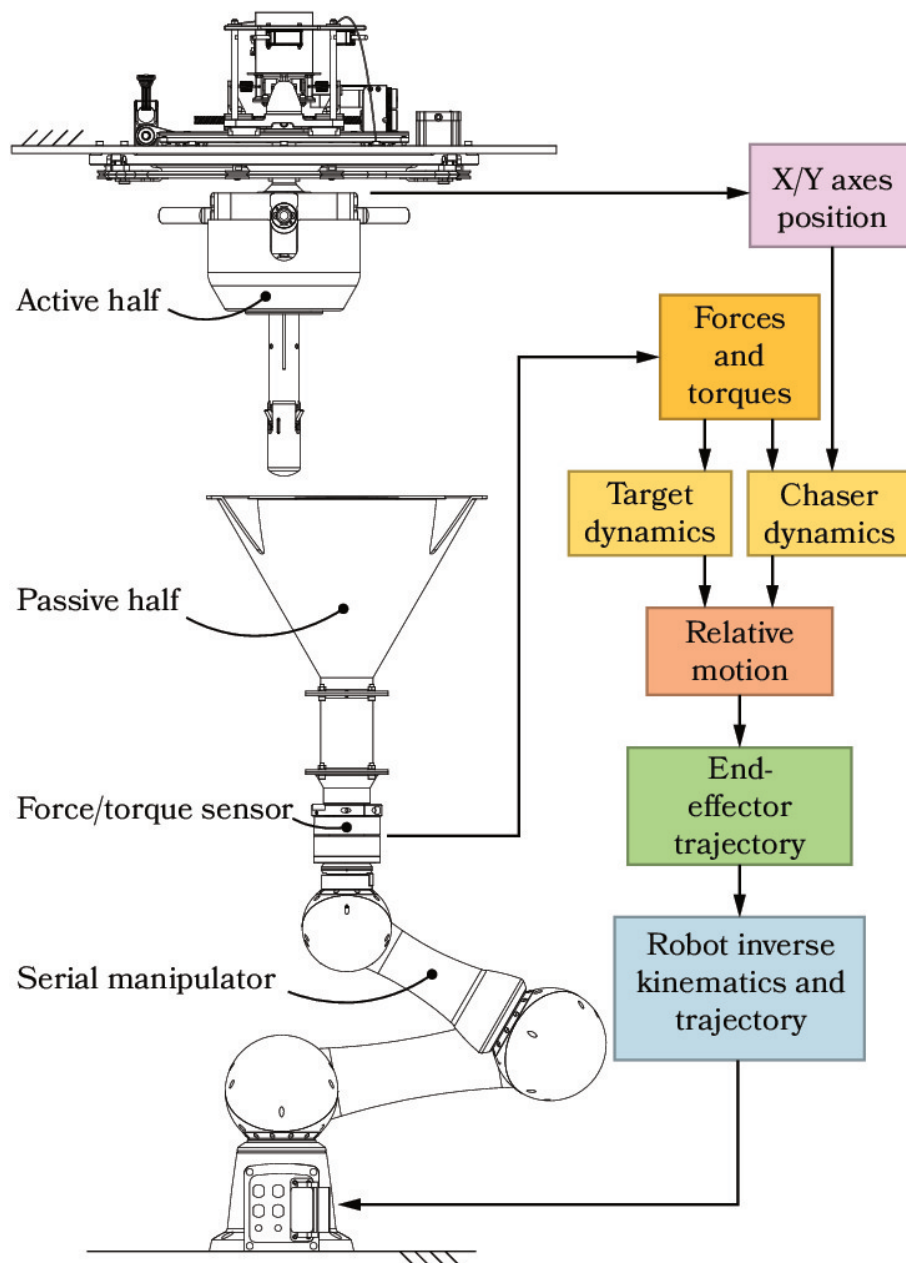 X/Y axes
position
Active half
Forces
and
torques
Target
dynamics
Chaser
dynamics
Passive half
Relative
motion
End-
effector
trajectory
Force/torque sensor
Robot inverse
kinematics and
trajectory
Serial manipulator